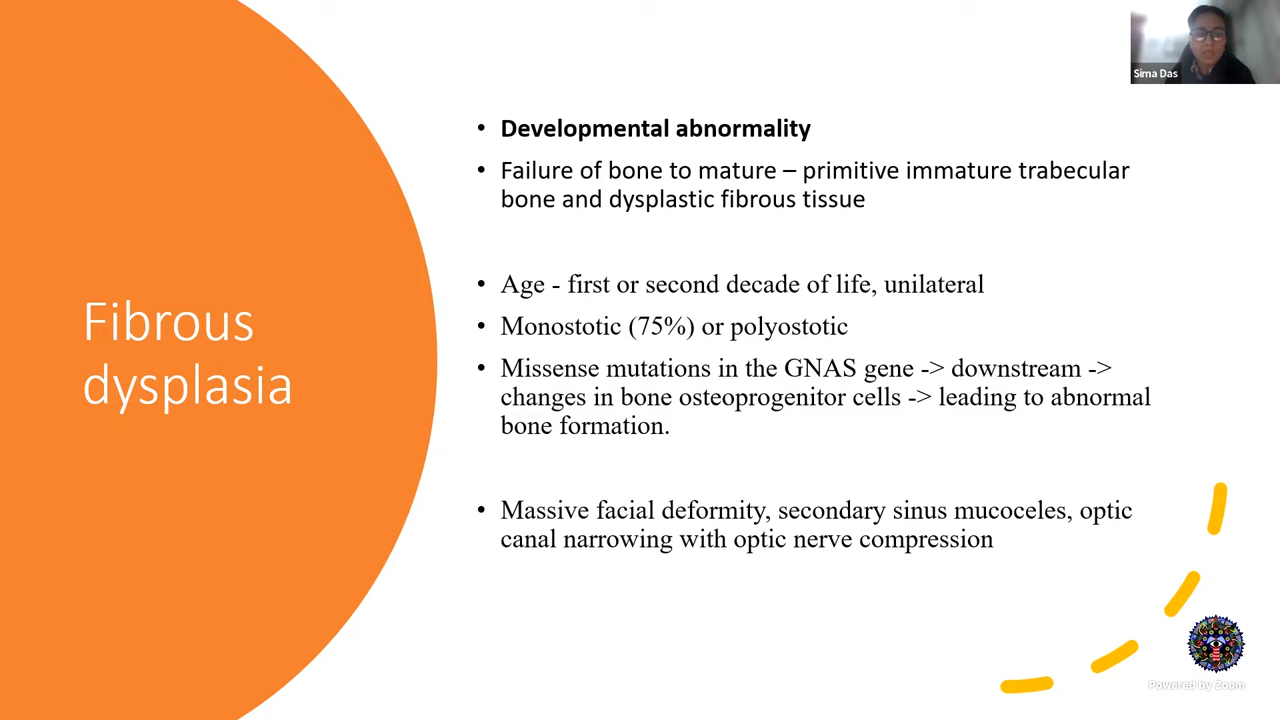 Sima Das
Fibrous
dysplasia
• Developmental abnormality
• Failure of bone to mature – primitive immature trabecular
bone and dysplastic fibrous tissue
• Age - first or second decade of life, unilateral
• Monostotic (75%) or polyostotic
• Missense mutations in the GNAS gene -> downstream ->
changes in bone osteoprogenitor cells -> leading to abnormal
bone formation.
• Massive facial deformity, secondary sinus mucoceles, optic
canal narrowing with optic nerve compression
Powered by Zoom